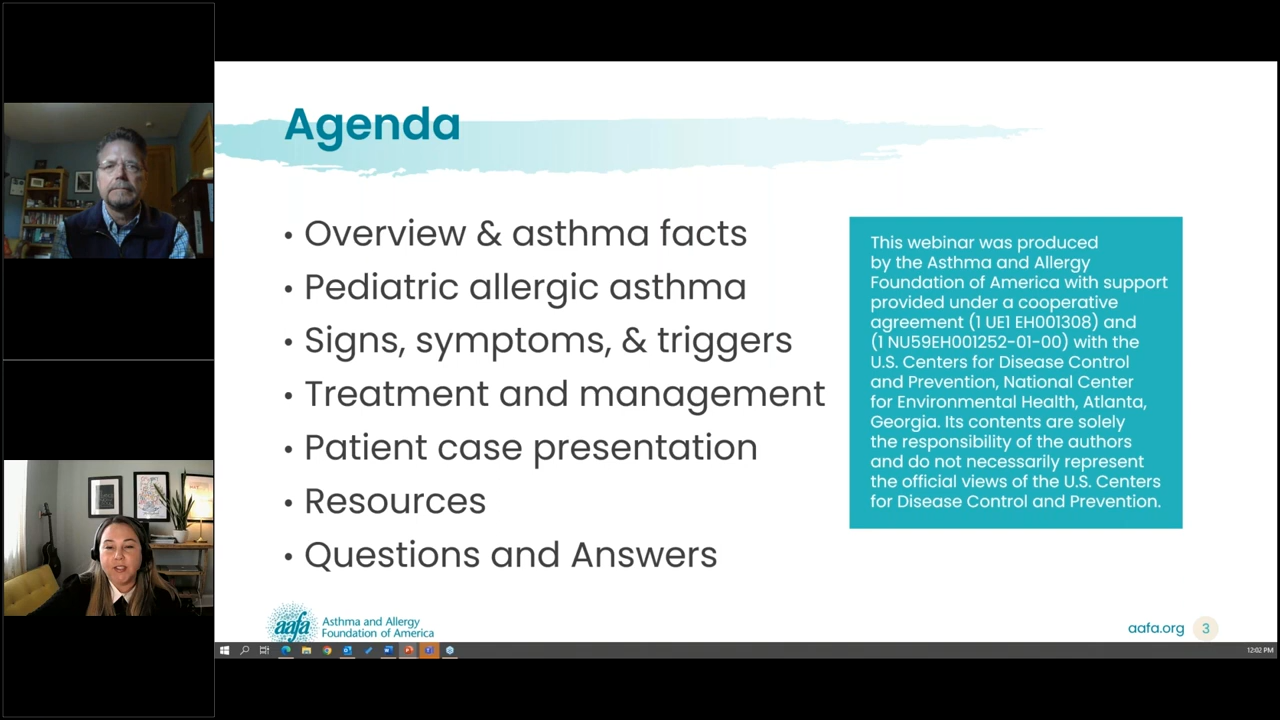 Agenda
• Overview & asthma facts
• Pediatric allergic asthma
• Signs, symptoms, & triggers
• Treatment and management
• Patient case presentation
• Resources
• Questions and Answers
This webinar was produced
by the Asthma and Allergy
Foundation of America with support
provided under a cooperative
agreement (1 UE1 EH001308) and
(1 NU59EH001252-01-00) with the
U.S. Centers for Disease Control
and Prevention, National Center
for Environmental Health, Atlanta,
Georgia. Its contents are solely
the responsibility of the authors
and do not necessarily represent
the official views of the U.S. Centers
for Disease Control and Prevention.
aafa
Asthma and Allergy
Foundation of America
aafa.org 3
12:02 PM